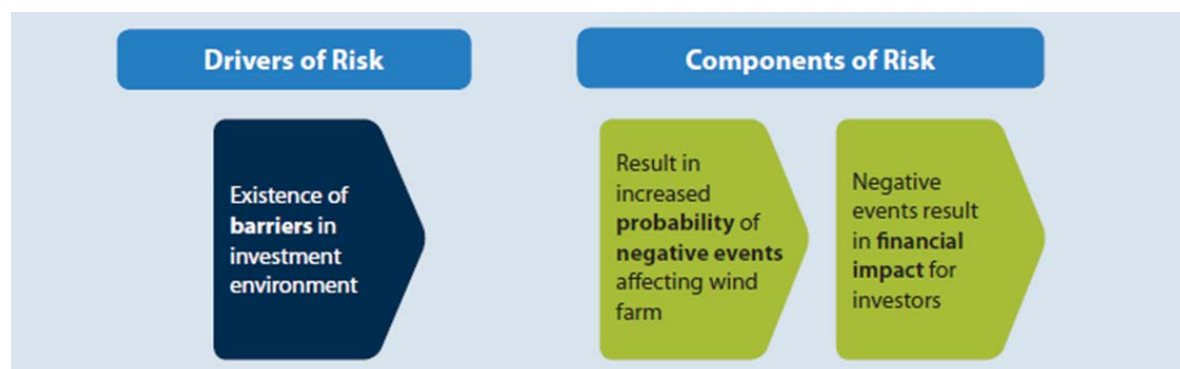 Drivers of Risk
Components of Risk
Existence of
barriers in
investment
environment
Result in
increased
probability of
negative events
affecting wind
farm
Negative
events result
in financial
impact for
investors